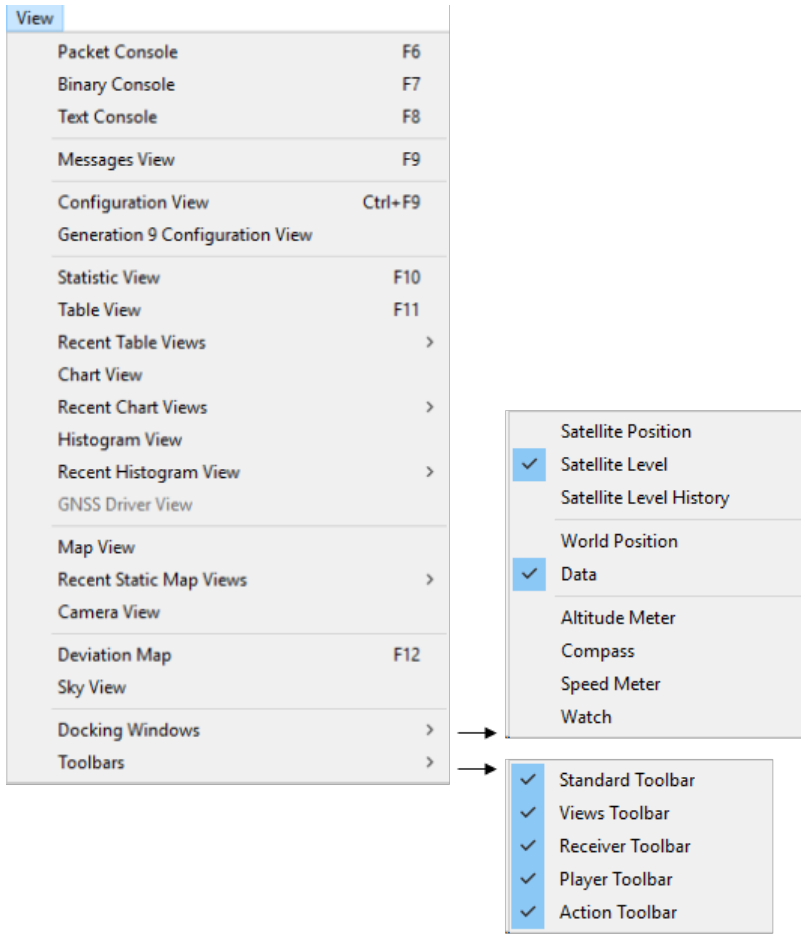 View
Packet Console F6
Binary Console F7
Text Console F8
Messages View F9
Configuration View Ctrl+F9
Generation 9 Configuration View
Statistic View F10
Table View F11
Recent Table Views
Chart View
Recent Chart Views
Histogram View
Recent Histogram View
GNSS Driver View
Map View
Recent Static Map Views
Camera View
Deviation Map F12
Sky View
Docking Windows
Toolbars
Satellite Position
Satellite Level
Satellite Level History
World Position
Data
Altitude Meter
Compass
Speed Meter
Watch
Standard Toolbar
Views Toolbar
Receiver Toolbar
Player Toolbar
Action Toolbar